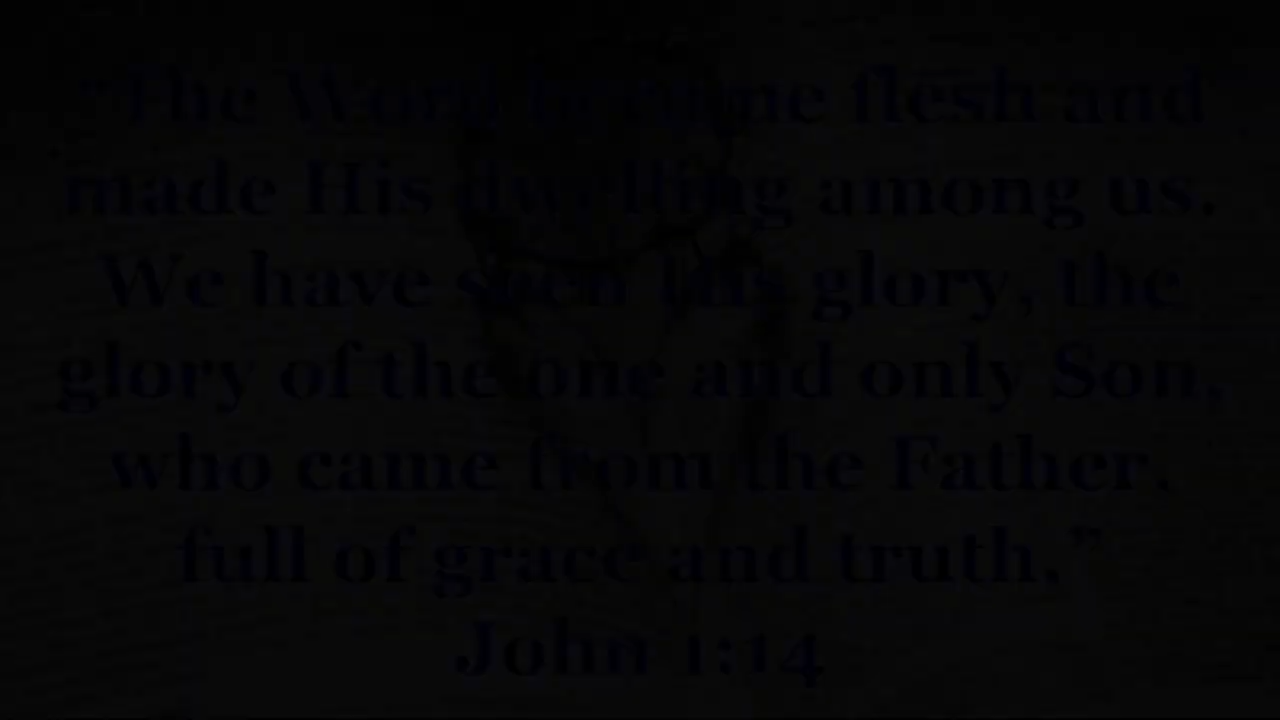 "The Word became flesh and
made His dwelling among us.
We have seen His glory, the
glory of the one and only Son,
who came from the Father,
full of grace and truth."
John 1:14